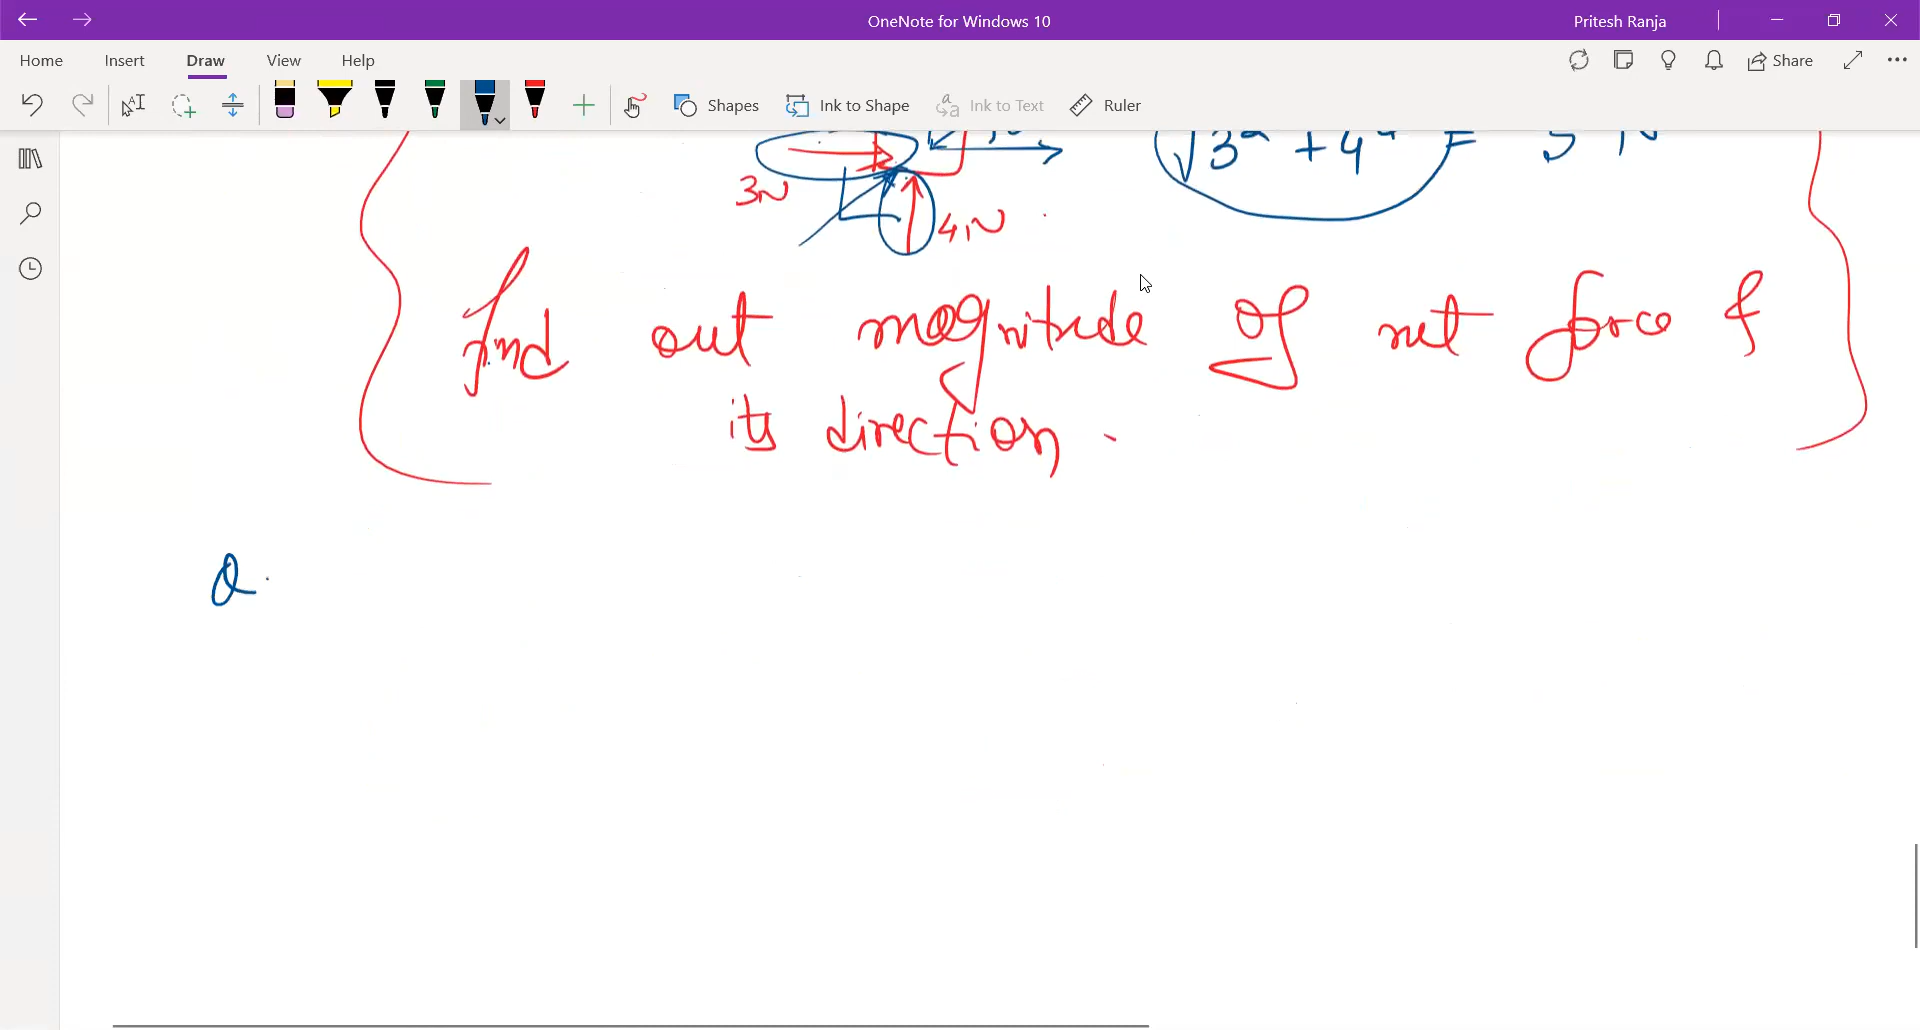 OneNote for Windows 10
Pritesh Ranja
Home Insert Draw View Help
Share
Shapes Ink to Shape Ink to Text Ruler
√3² + 4² = 5 N
3N
4N
find out magnitude of net force &
its direction.
Q.